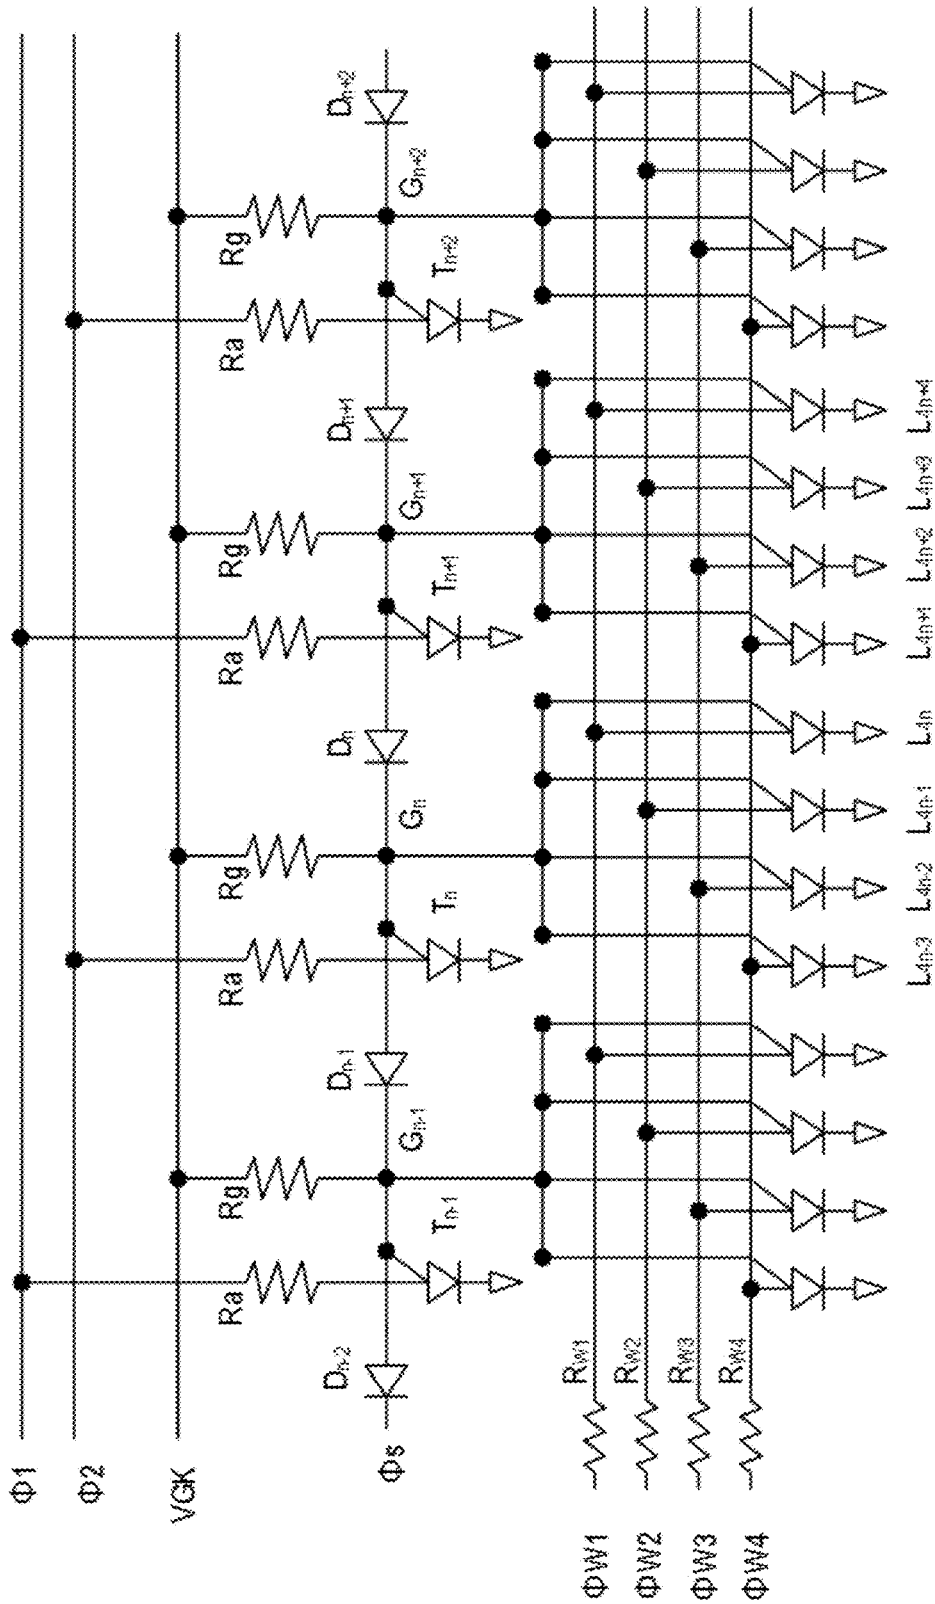 Φ1
Φ2
VGK
Ra Rg Ra Rg Ra Rg Ra Rg
Dn-2 Dn-1 Dn Dn+1 Dn+2
Φs
Gn-1 Gn Gn+1 Gn+2
Tn-1 Tn Tn+1 Tn+2
ΦW1 RW1
ΦW2 RW2
ΦW3 RW3
ΦW4 RW4
L4n-3 L4n-2 L4n-1 L4n L4n+1 L4n+2 L4n+3 L4n+4